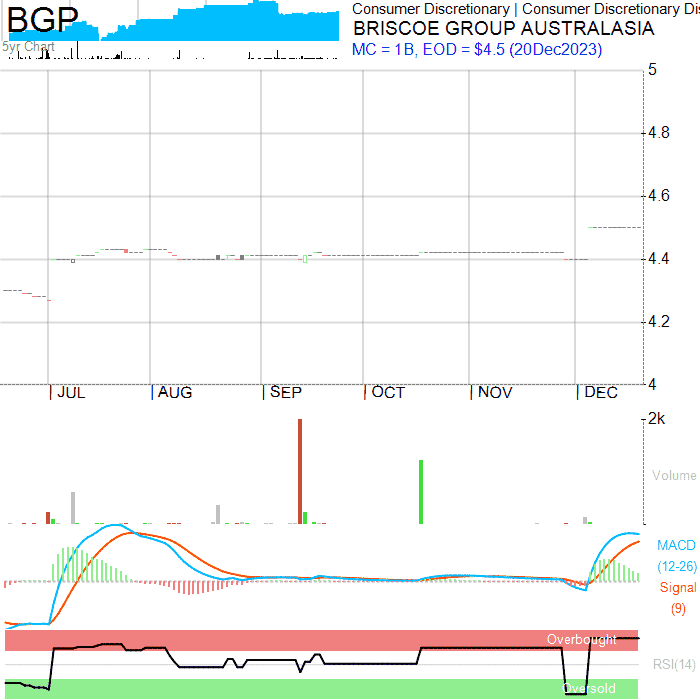 BGP
5yr Chart
Consumer Discretionary | Consumer Discretionary Dis
BRISCOE GROUP AUSTRALASIA
MC = 1B, EOD = $4.5 (20Dec2023)
5
4.8
4.6
4.4
4.2
4
| JUL | AUG | SEP | OCT | NOV | DEC
2k
Volume
MACD
(12-26)
Signal
(9)
Overbought
RSI(14)
Oversold